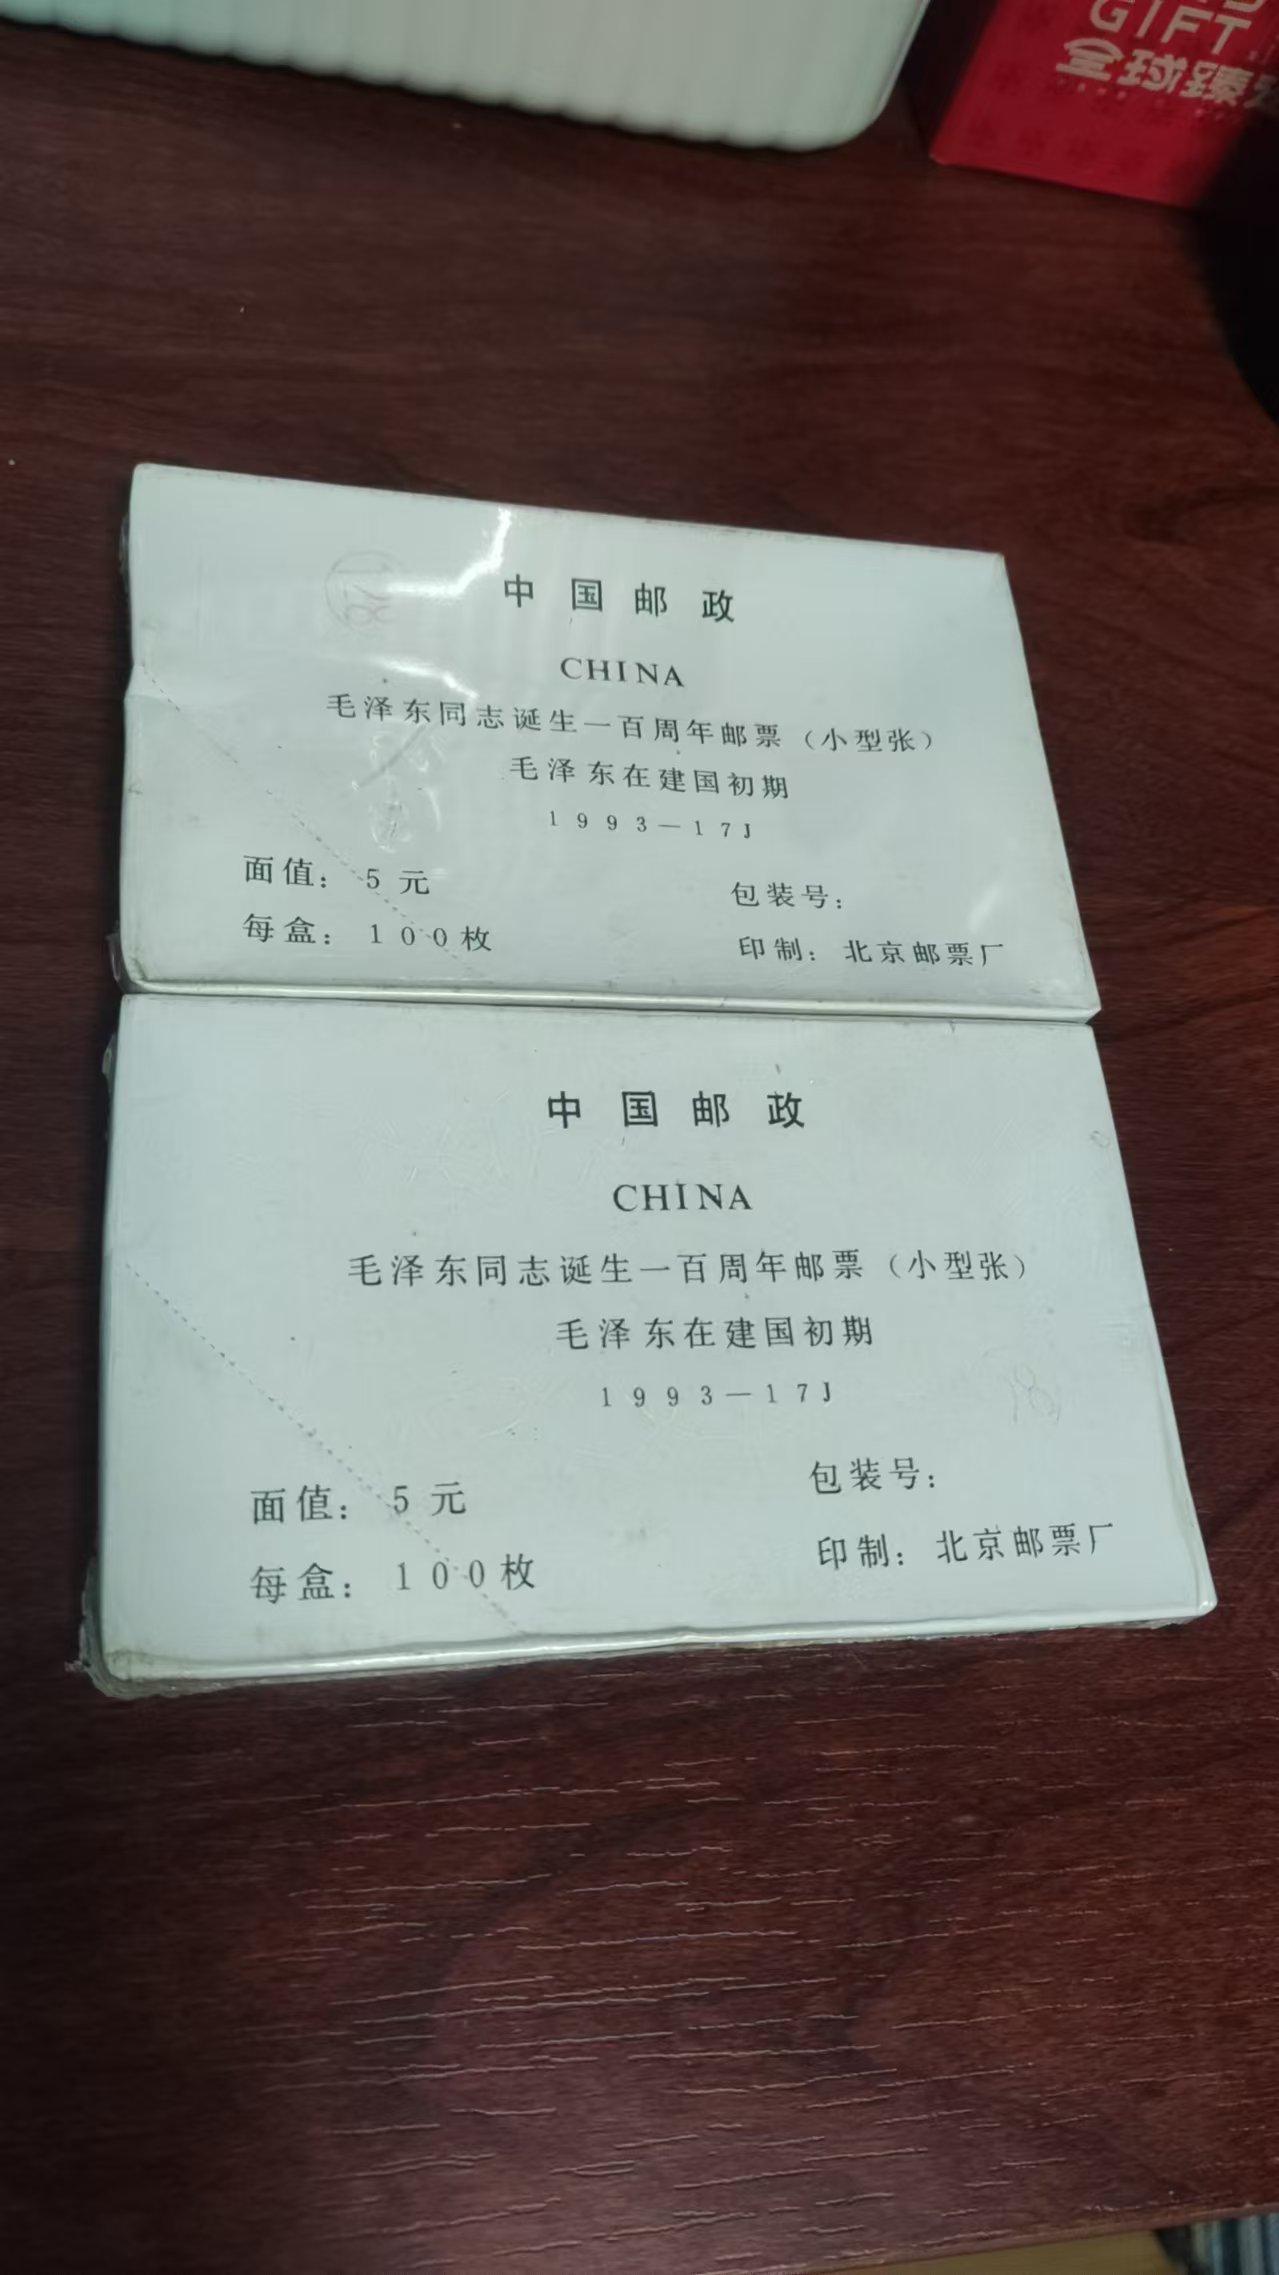 GIFT
全球臻
中国邮政
CHINA
毛泽东同志诞生一百周年邮票（小型张）
毛泽东在建国初期
1993－17J
面值： 5 元
包装号：
每盒： 100枚
印制： 北京邮票厂
中国邮政
CHINA
毛泽东同志诞生一百周年邮票（小型张）
毛泽东在建国初期
1993－17J
面值： 5 元
包装号：
每盒： 100枚
印制： 北京邮票厂